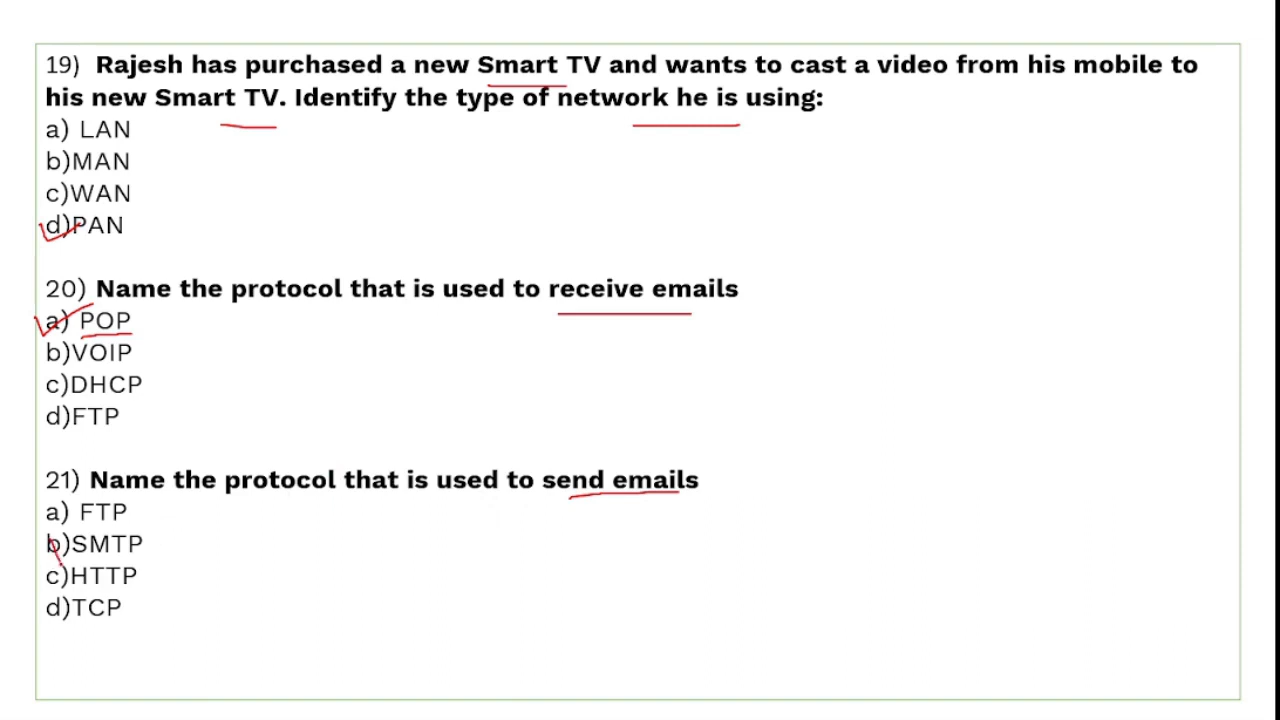 19) Rajesh has purchased a new Smart TV and wants to cast a video from his mobile to
his new Smart TV. Identify the type of network he is using:
a) LAN
b)MAN
c)WAN
d)PAN
20) Name the protocol that is used to receive emails
a) POP
b)VOIP
c)DHCP
d)FTP
21) Name the protocol that is used to send emails
a) FTP
b)SMTP
c)HTTP
d)TCP